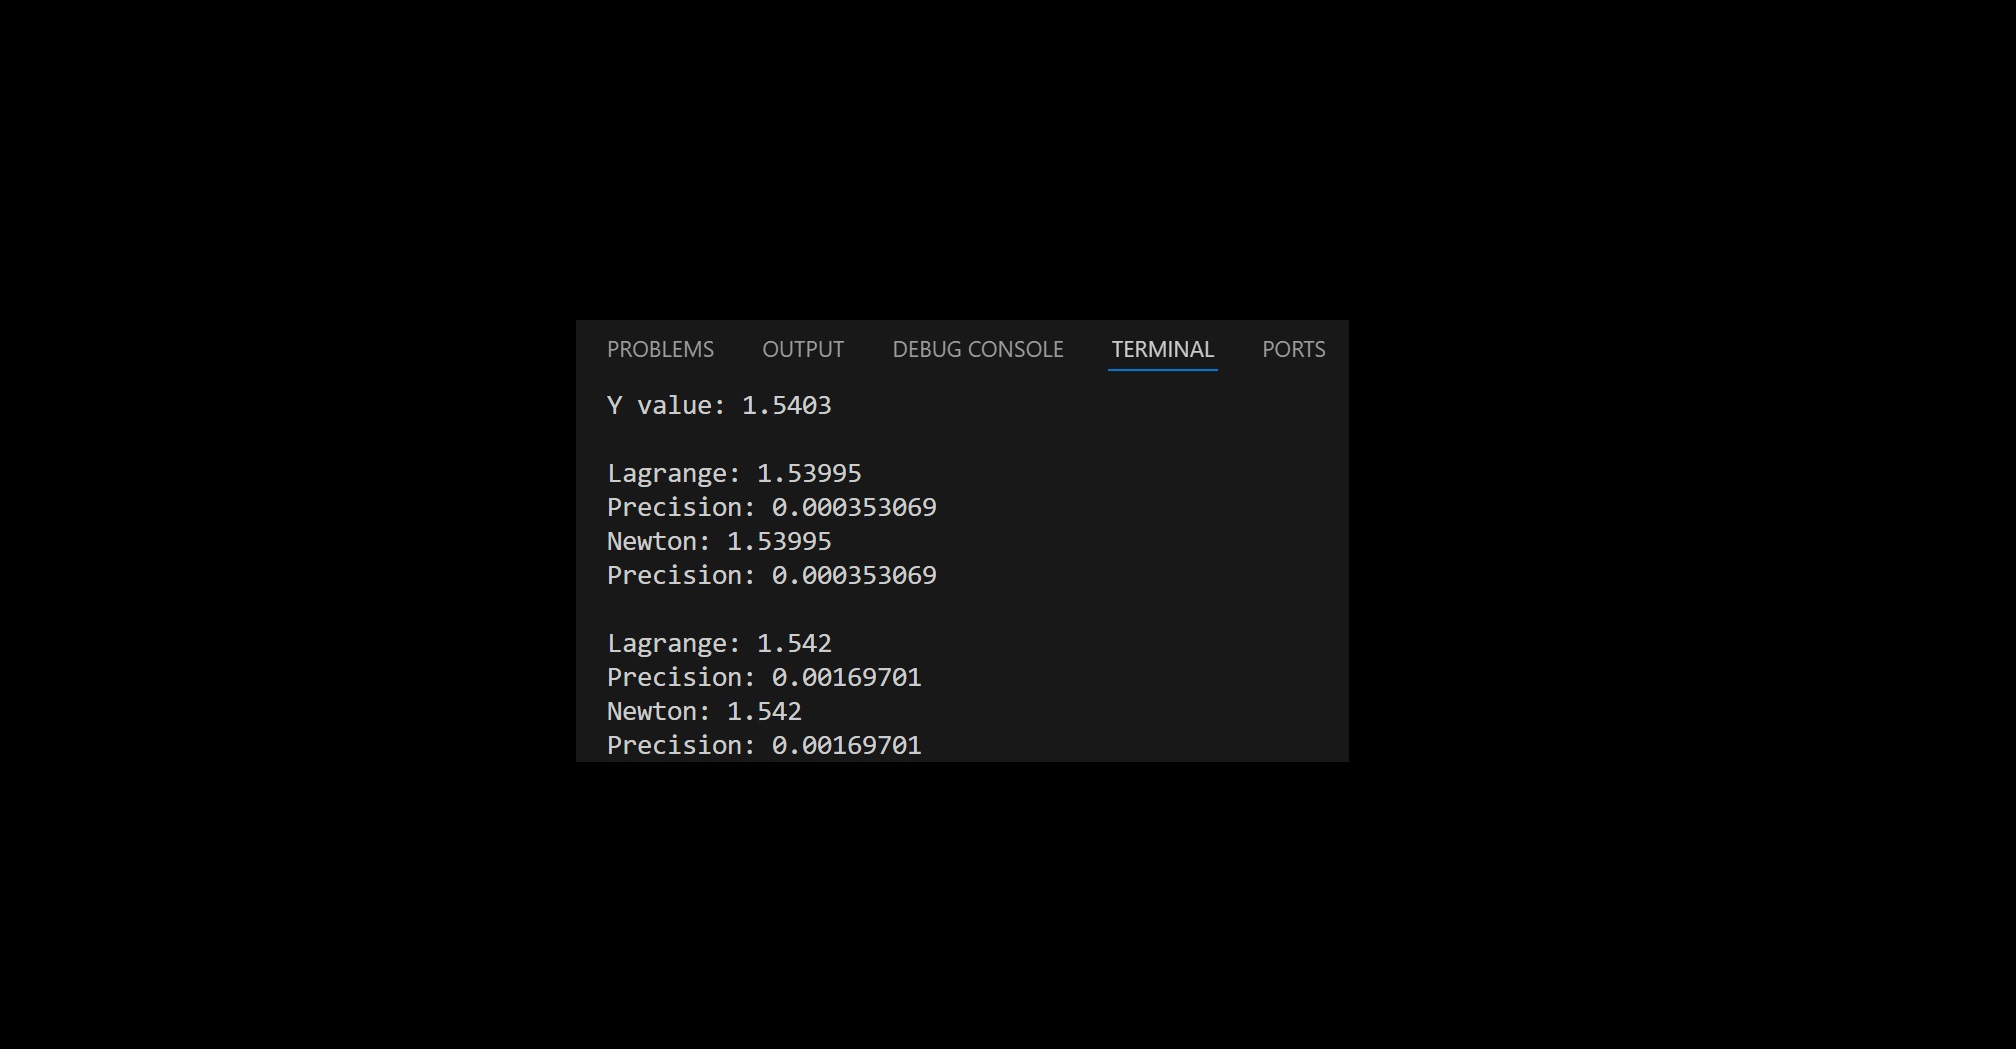 PROBLEMS OUTPUT DEBUG CONSOLE TERMINAL PORTS
Y value: 1.5403
Lagrange: 1.53995
Precision: 0.000353069
Newton: 1.53995
Precision: 0.000353069
Lagrange: 1.542
Precision: 0.00169701
Newton: 1.542
Precision: 0.00169701